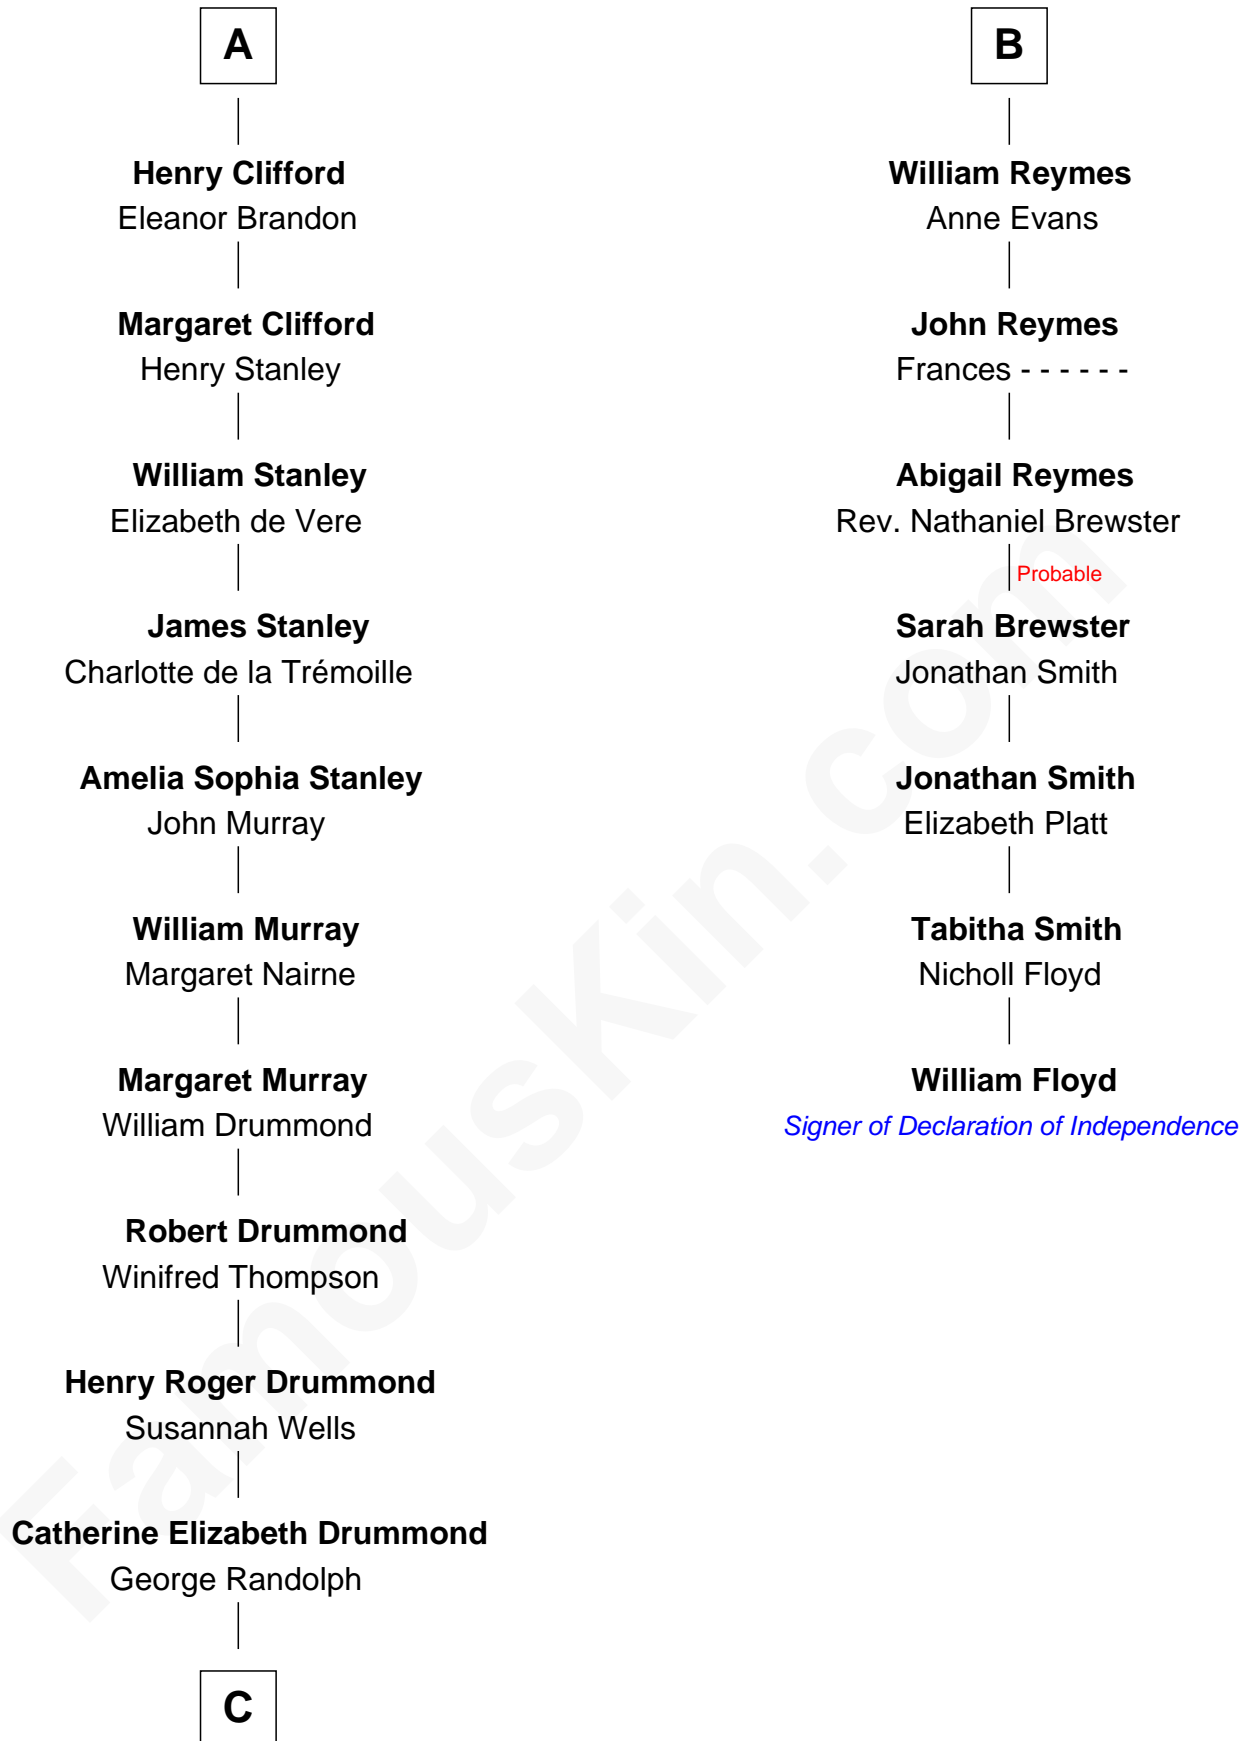 A
Henry Clifford
Eleanor Brandon
Margaret Clifford
Henry Stanley
William Stanley
Elizabeth de Vere
James Stanley
Charlotte de la Trémoille
Amelia Sophia Stanley
John Murray
William Murray
Margaret Nairne
Margaret Murray
William Drummond
Robert Drummond
Winifred Thompson
Henry Roger Drummond
Susannah Wells
Catherine Elizabeth Drummond
George Randolph
C
B
William Reymes
Anne Evans
John Reymes
Frances - - - - - -
Abigail Reymes
Rev. Nathaniel Brewster
Probable
Sarah Brewster
Jonathan Smith
Jonathan Smith
Elizabeth Platt
Tabitha Smith
Nicholl Floyd
William Floyd
Signer of Declaration of Independence
FamousKin.com